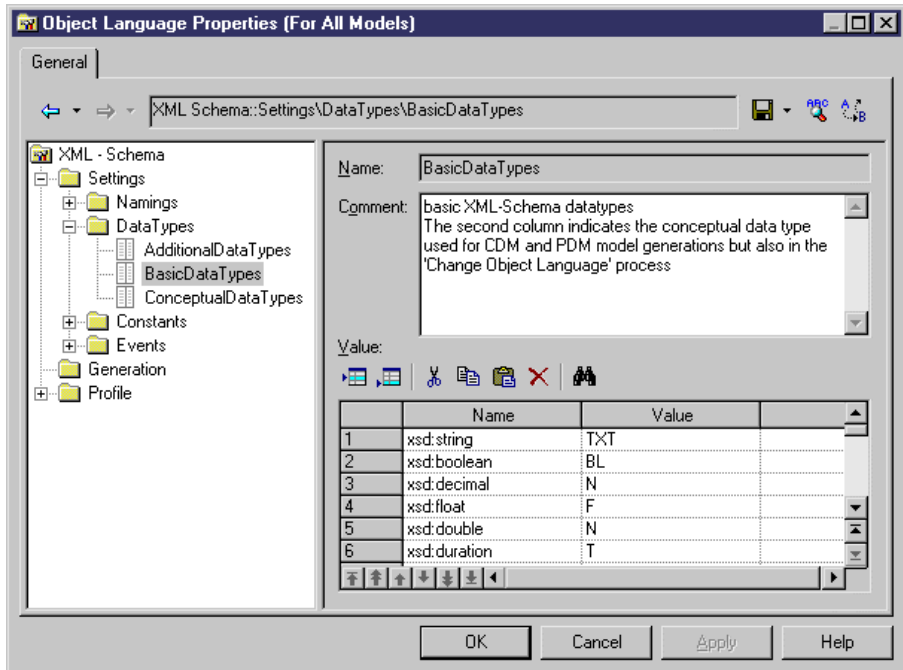 Object Language Properties (For All Models)
General
XML Schema::Settings\DataTypes\BasicDataTypes
ABC
A
B
XML - Schema
Settings
Namings
DataTypes
AdditionalDataTypes
BasicDataTypes
ConceptualDataTypes
Constants
Events
Generation
Profile
Name: BasicDataTypes
Comment: basic XML-Schema datatypes
The second column indicates the conceptual data type
used for CDM and PDM model generations but also in the
'Change Object Language' process
Value:
Name Value
1 xsd:string TXT
2 xsd:boolean BL
3 xsd:decimal N
4 xsd:float F
5 xsd:double N
6 xsd:duration T
OK Cancel Apply Help